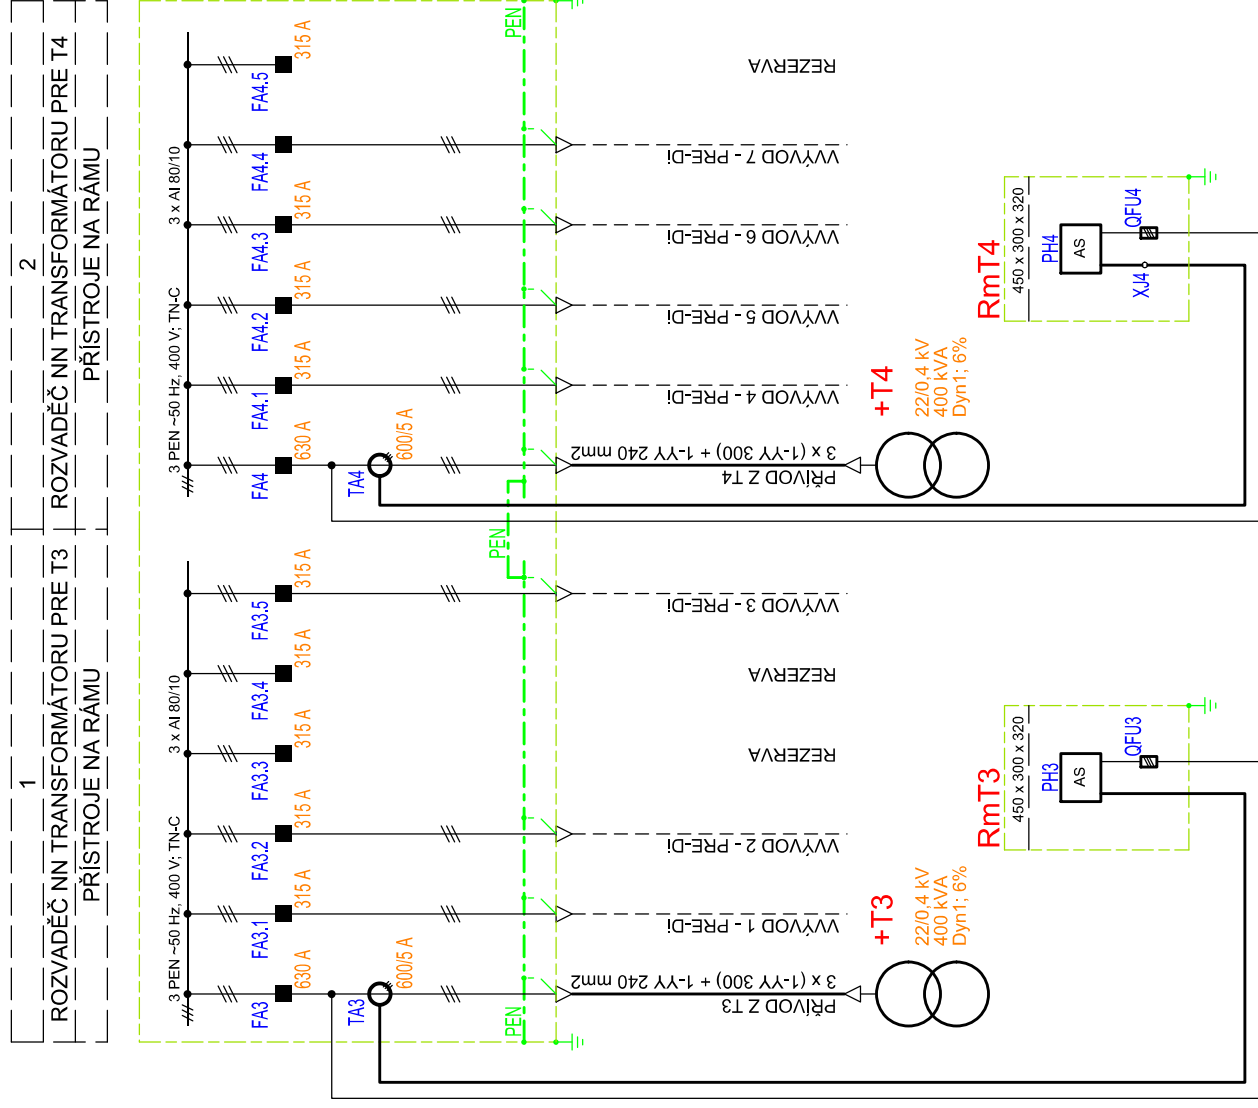 1
ROZVADĚČ NN TRANSFORMÁTORU PRE T3
PŘÍSTROJE NA RÁMU
2
ROZVADĚČ NN TRANSFORMÁTORU PRE T4
PŘÍSTROJE NA RÁMU
3 PEN ~50 Hz, 400 V; TN-C
3 x Al 80/10
3 PEN ~50 Hz, 400 V; TN-C
3 x Al 80/10
FA3
630 A
FA3.1
315 A
FA3.2
315 A
FA3.3
315 A
FA3.4
315 A
FA3.5
315 A
FA4
630 A
FA4.1
315 A
FA4.2
315 A
FA4.3
315 A
FA4.4
FA4.5
315 A
TA3
600/5 A
TA4
600/5 A
PEN
PEN
PEN
PŘÍVOD Z T3
3 x (1-YY 300) + 1-YY 240 mm2
VÝVOD 1 - PRE-Di
VÝVOD 2 - PRE-Di
REZERVA
REZERVA
VÝVOD 3 - PRE-Di
PŘÍVOD Z T4
3 x (1-YY 300) + 1-YY 240 mm2
VÝVOD 4 - PRE-Di
VÝVOD 5 - PRE-Di
VÝVOD 6 - PRE-Di
VÝVOD 7 - PRE-Di
REZERVA
+T3
22/0,4 kV
400 kVA
Dyn1; 6%
+T4
22/0,4 kV
400 kVA
Dyn1; 6%
RmT3
450 x 300 x 320
PH3
AS
QFU3
RmT4
450 x 300 x 320
PH4
AS
XJ4
QFU4